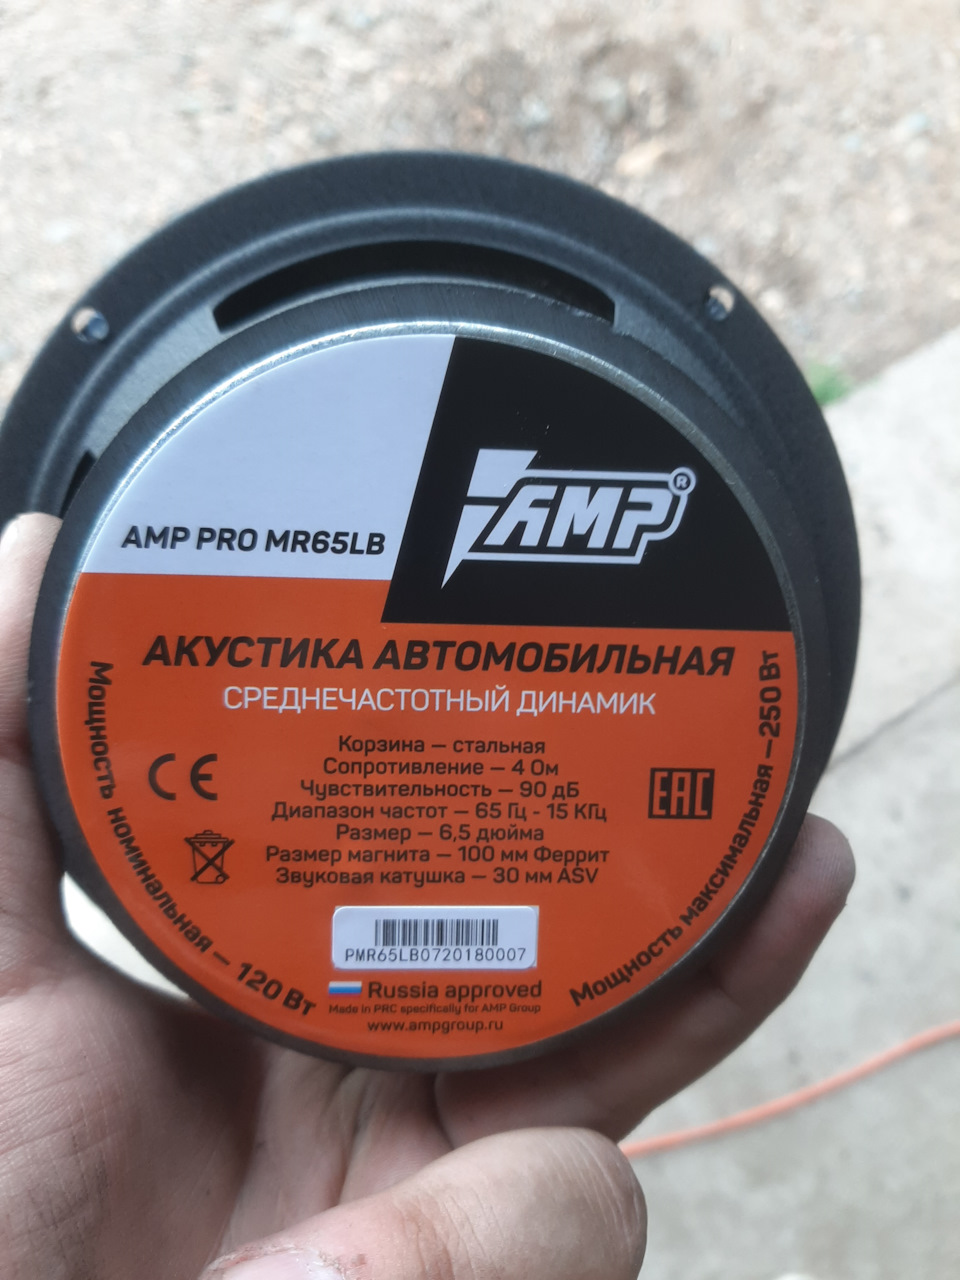 AMP®
AMP PRO MR65LB
АКУСТИКА АВТОМОБИЛЬНАЯ
СРЕДНЕЧАСТОТНЫЙ ДИНАМИК
Корзина – стальная
Сопротивление – 4 Ом
Чувствительность – 90 дБ
Диапазон частот – 65 Гц - 15 КГц
Размер – 6,5 дюйма
Размер магнита – 100 мм Феррит
Звуковая катушка – 30 мм ASV
CE
EAC
Мощность номинальная – 120 Вт
Мощность максимальная – 250 Вт
PMR65LB0720180007
Russia approved
Made in PRC specifically for AMP Group
www.ampgroup.ru